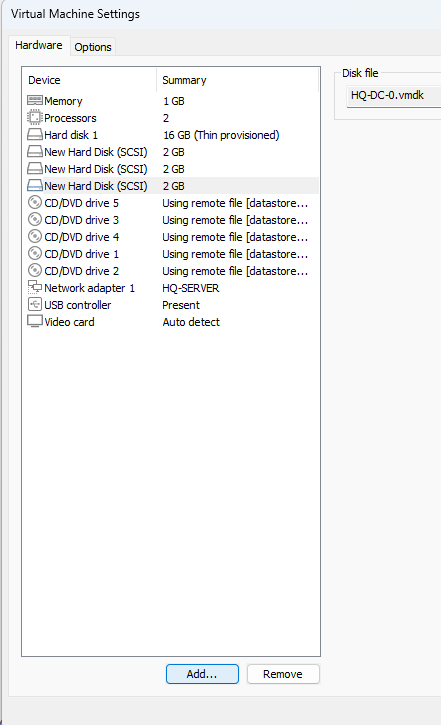 Virtual Machine Settings
Hardware Options
Device Summary Disk file
Memory 1 GB HQ-DC-0.vmdk
Processors 2
Hard disk 1 16 GB (Thin provisioned)
New Hard Disk (SCSI) 2 GB
New Hard Disk (SCSI) 2 GB
New Hard Disk (SCSI) 2 GB
CD/DVD drive 5 Using remote file [datastore...
CD/DVD drive 3 Using remote file [datastore...
CD/DVD drive 4 Using remote file [datastore...
CD/DVD drive 1 Using remote file [datastore...
CD/DVD drive 2 Using remote file [datastore...
Network adapter 1 HQ-SERVER
USB controller Present
Video card Auto detect
Add... Remove